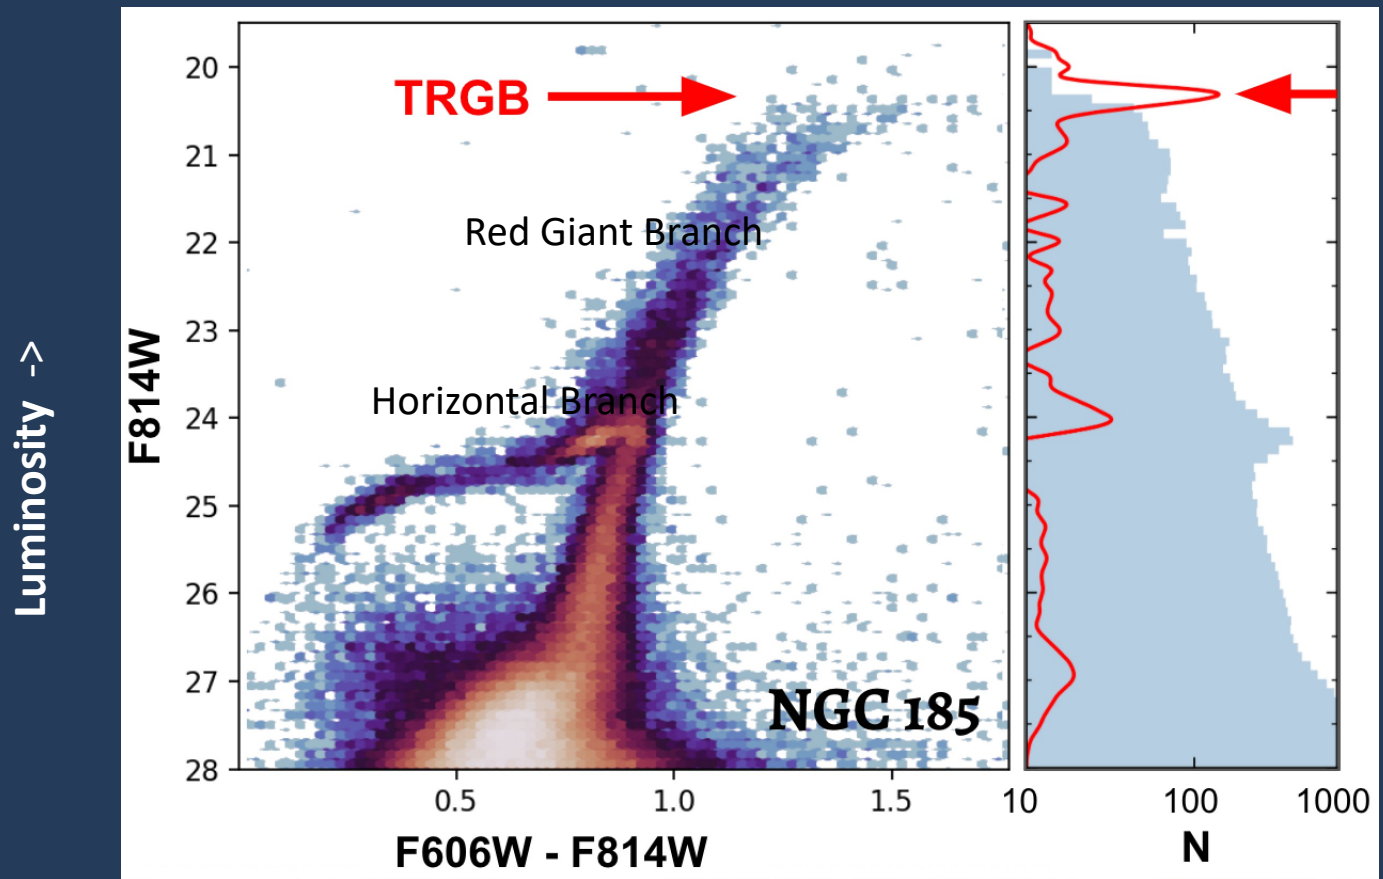 Luminosity ->
F814W
20
21
22
23
24
25
26
27
28
TRGB
Red Giant Branch
Horizontal Branch
NGC 185
0.5 1.0 1.5
F606W - F814W
10 100 1000
N